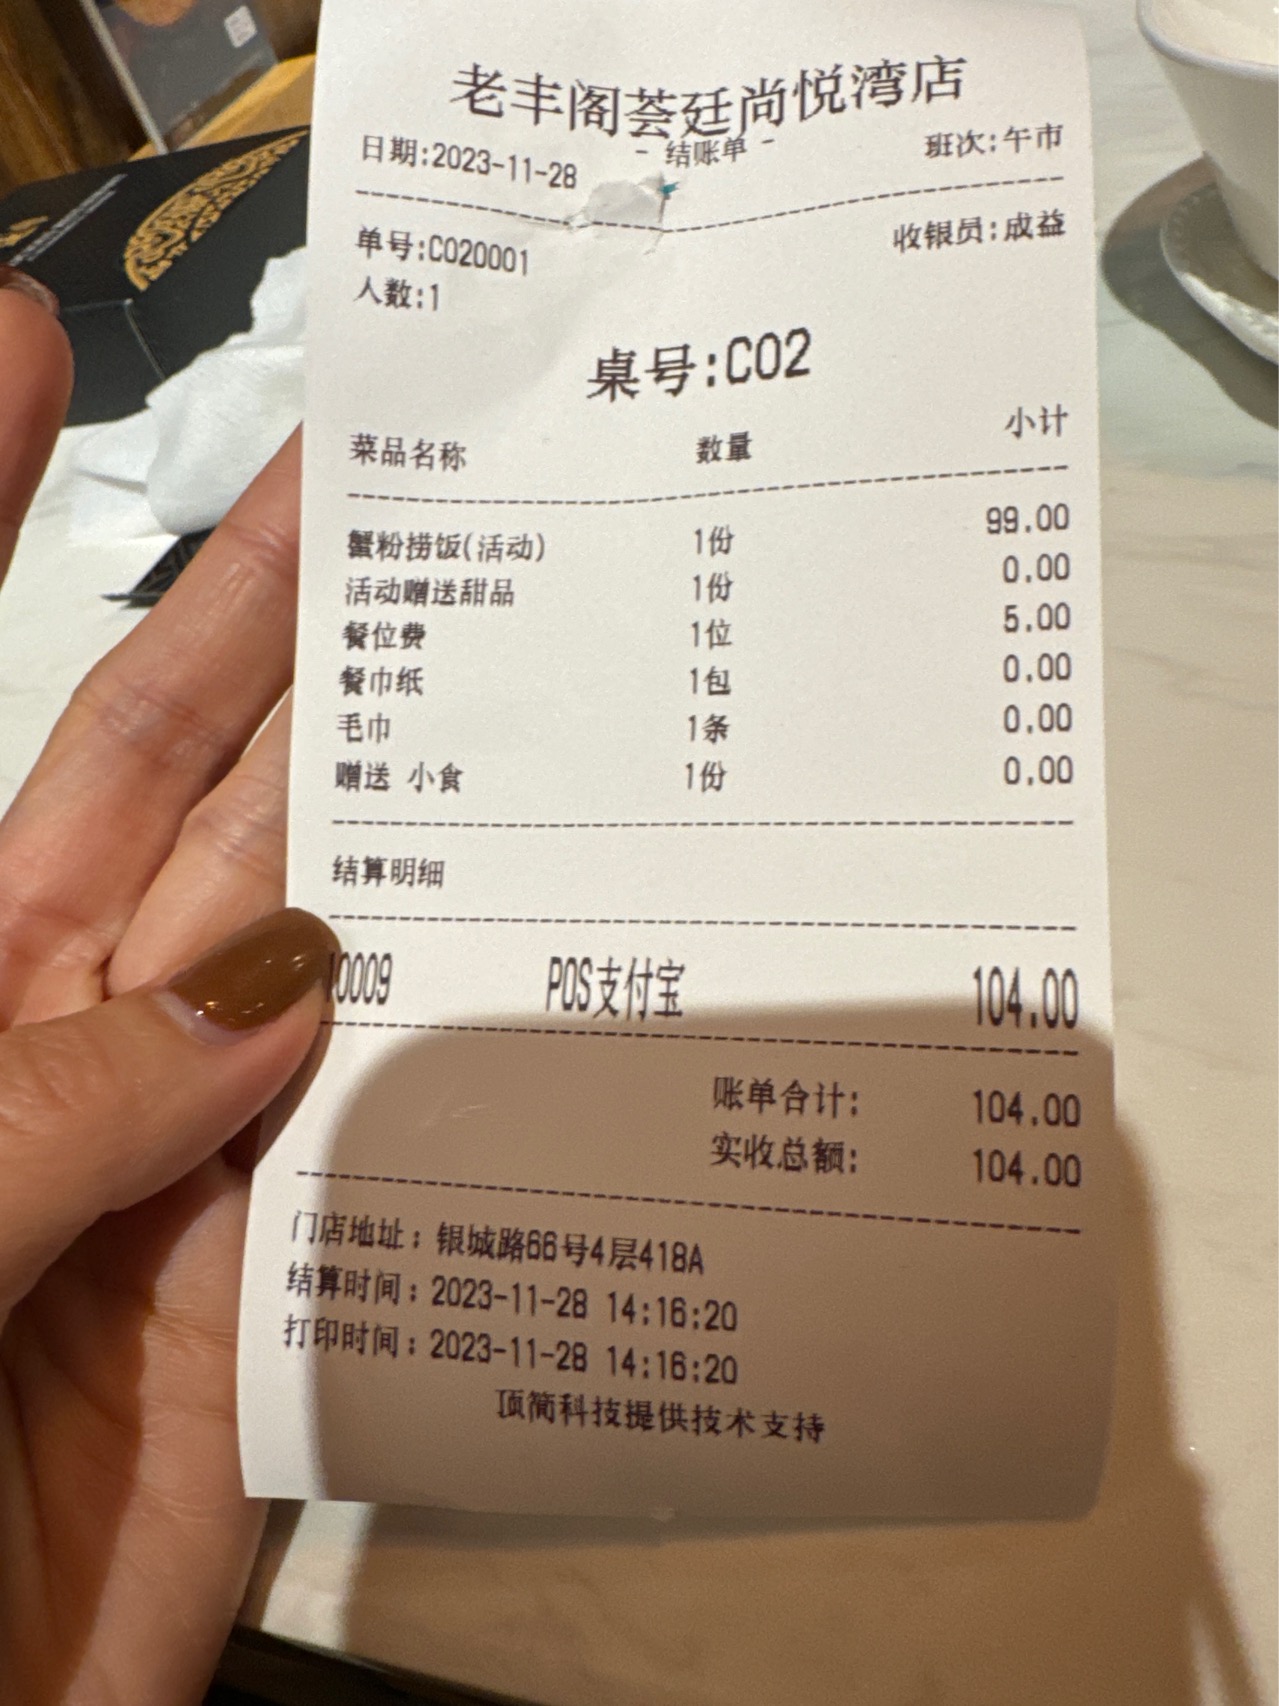 老丰阁荟廷尚悦湾店
- 结账单 -
日期:2023-11-28 班次:午市
单号:C020001 收银员:成益
人数:1
桌号:C02
菜品名称 数量 小计
蟹粉捞饭(活动) 1份 99.00
活动赠送甜品 1份 0.00
餐位费 1位 5.00
餐巾纸 1包 0.00
毛巾 1条 0.00
赠送 小食 1份 0.00
结算明细
10009 POS支付宝 104.00
账单合计: 104.00
实收总额: 104.00
门店地址：银城路66号4层418A
结算时间：2023-11-28 14:16:20
打印时间：2023-11-28 14:16:20
顶简科技提供技术支持